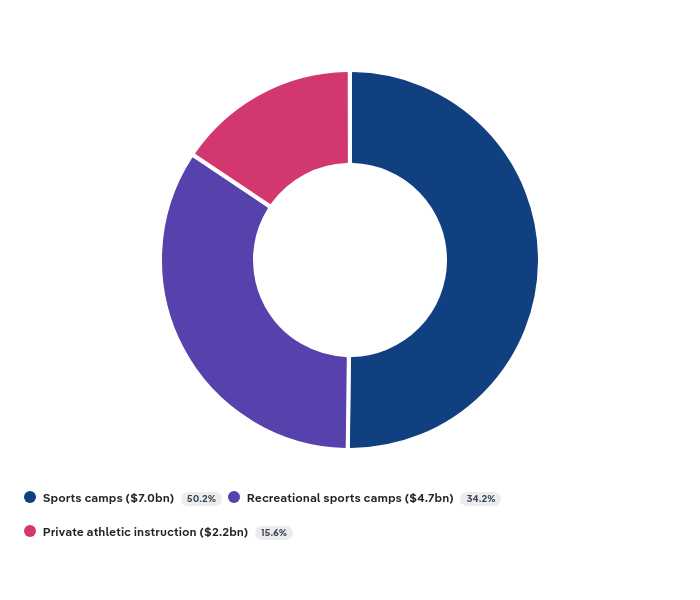 Sports camps ($7.0bn) 50.2% Recreational sports camps ($4.7bn) 34.2%
Private athletic instruction ($2.2bn) 15.6%